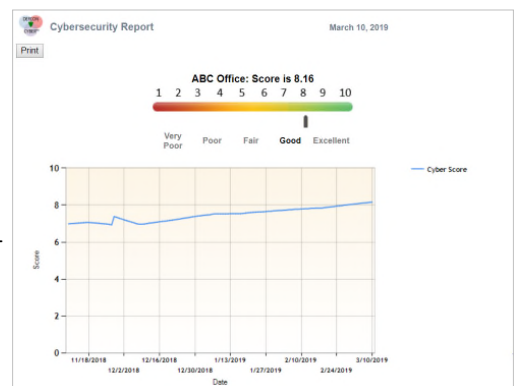 Cybersecurity Report
March 10, 2019
Print
ABC Office: Score is 8.16
1 2 3 4 5 6 7 8 9 10
Very Poor Poor Fair Good Excellent
10
8
6
4
2
0
Score
Cyber Score
11/18/2018 12/16/2018 1/13/2019 2/10/2019 3/10/2019
12/2/2018 12/30/2018 1/27/2019 2/24/2019
Date